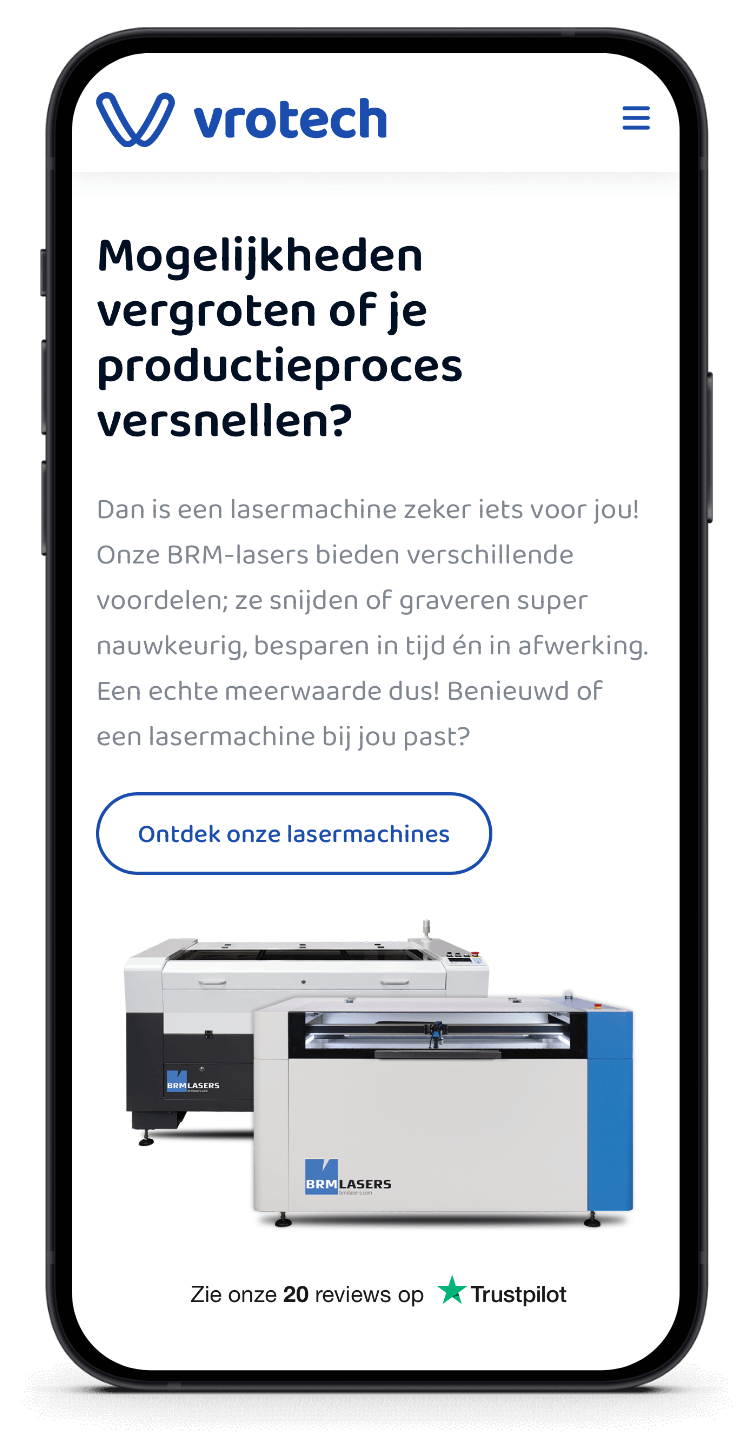 vrotech
Mogelijkheden
vergroten of je
productieproces
versnellen?
Dan is een lasermachine zeker iets voor jou!
Onze BRM-lasers bieden verschillende
voordelen; ze snijden of graveren super
nauwkeurig, besparen in tijd én in afwerking.
Een echte meerwaarde dus! Benieuwd of
een lasermachine bij jou past?
Ontdek onze lasermachines
BRMLASERS
BRMLASERS
brmlasers.com
Zie onze 20 reviews op Trustpilot